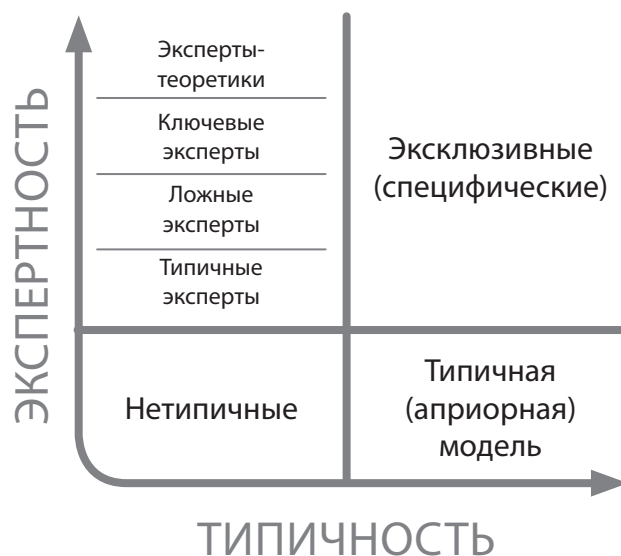 ЭКСПЕРТНОСТЬ
Эксперты-
теоретики
Ключевые
эксперты
Ложные
эксперты
Типичные
эксперты
Эксклюзивные
(специфические)
Нетипичные
Типичная
(априорная)
модель
ТИПИЧНОСТЬ